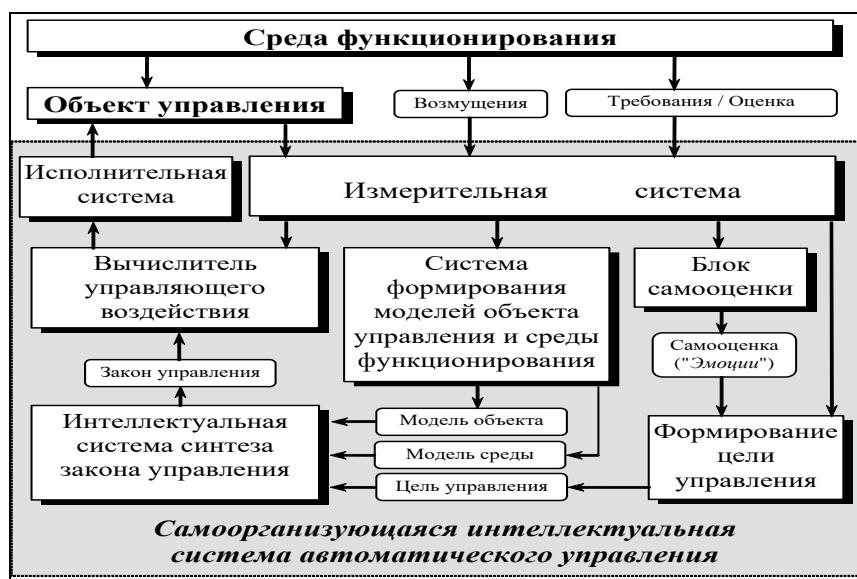 Среда функционирования
Объект управления
Возмущения
Требования / Оценка
Исполнительная
система
Измерительная система
Вычислитель
управляющего
воздействия
Система
формирования
моделей объекта
управления и среды
функционирования
Блок
самооценки
Закон управления
Самооценка
("Эмоции")
Интеллектуальная
система синтеза
закона управления
Модель объекта
Модель среды
Цель управления
Формирование
цели
управления
Самоорганизующаяся интеллектуальная
система автоматического управления